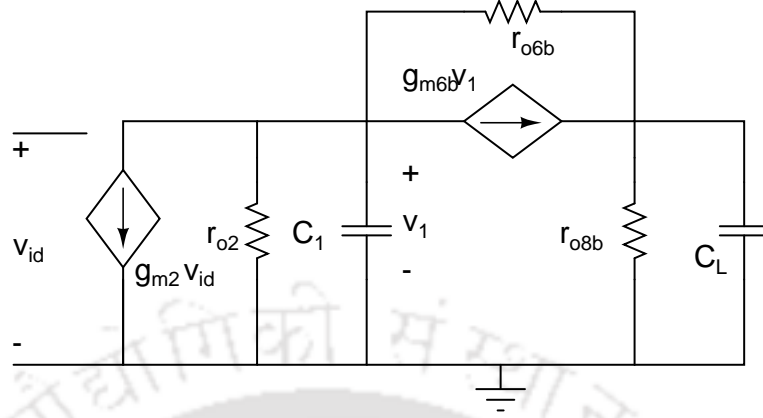 r_o6b
g_m6b v_1
+
+
v_id
g_m2 v_id
r_o2
C_1
v_1
r_o8b
C_L
-
-